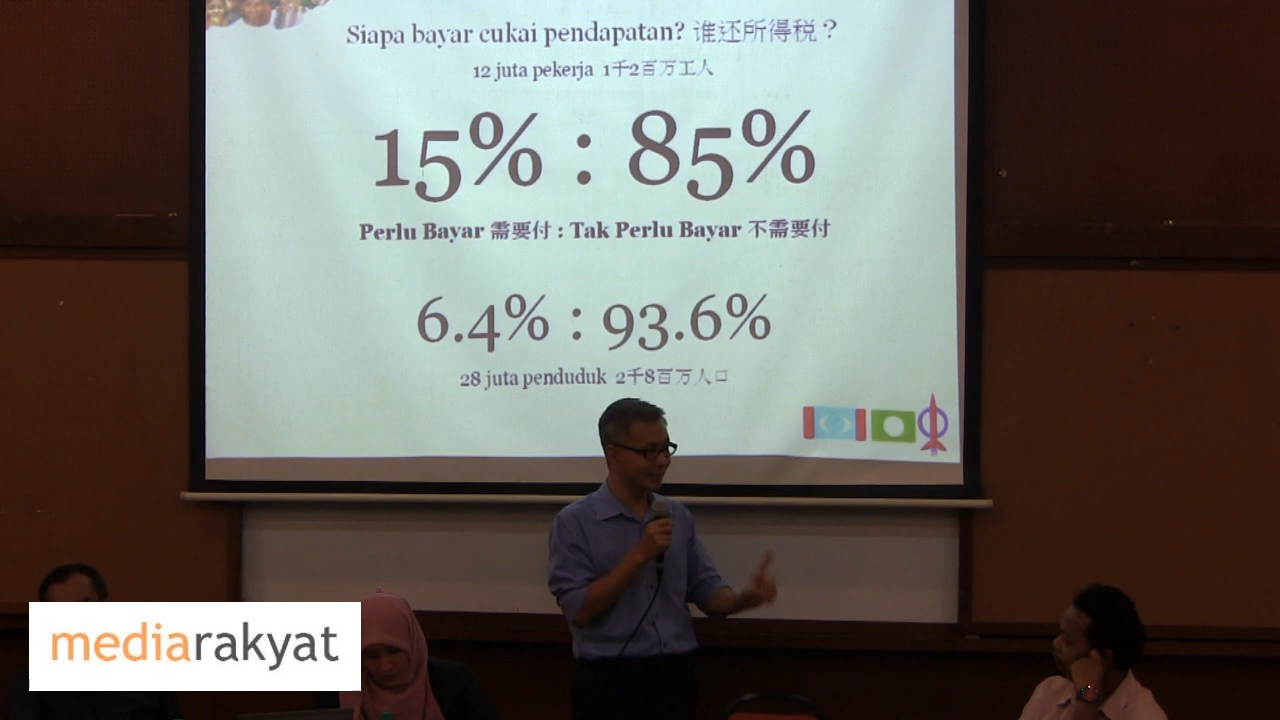 Siapa bayar cukai pendapatan? 谁还所得税？
12 juta pekerja 1千2百万工人
15% : 85%
Perlu Bayar 需要付 : Tak Perlu Bayar 不需要付
6.4% : 93.6%
28 juta penduduk 2千8百万人口
mediarakyat